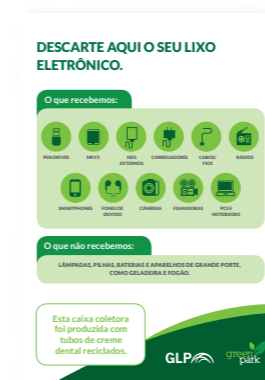 DESCARTE AQUI O SEU LIXO
ELETRÔNICO.
O que recebemos:
PEN DRIVES MP3'S HDS EXTERNOS CARREGADORES CABOS/FIOS RÁDIOS
SMARTPHONES FONES DE OUVIDO CÂMERAS FILMADORAS PCS E NOTEBOOKS
O que não recebemos:
LÂMPADAS, PILHAS, BATERIAS E APARELHOS DE GRANDE PORTE,
COMO GELADEIRA E FOGÃO.
Esta caixa coletora
foi produzida com
tubos de creme
dental reciclados.
GLP
green
park